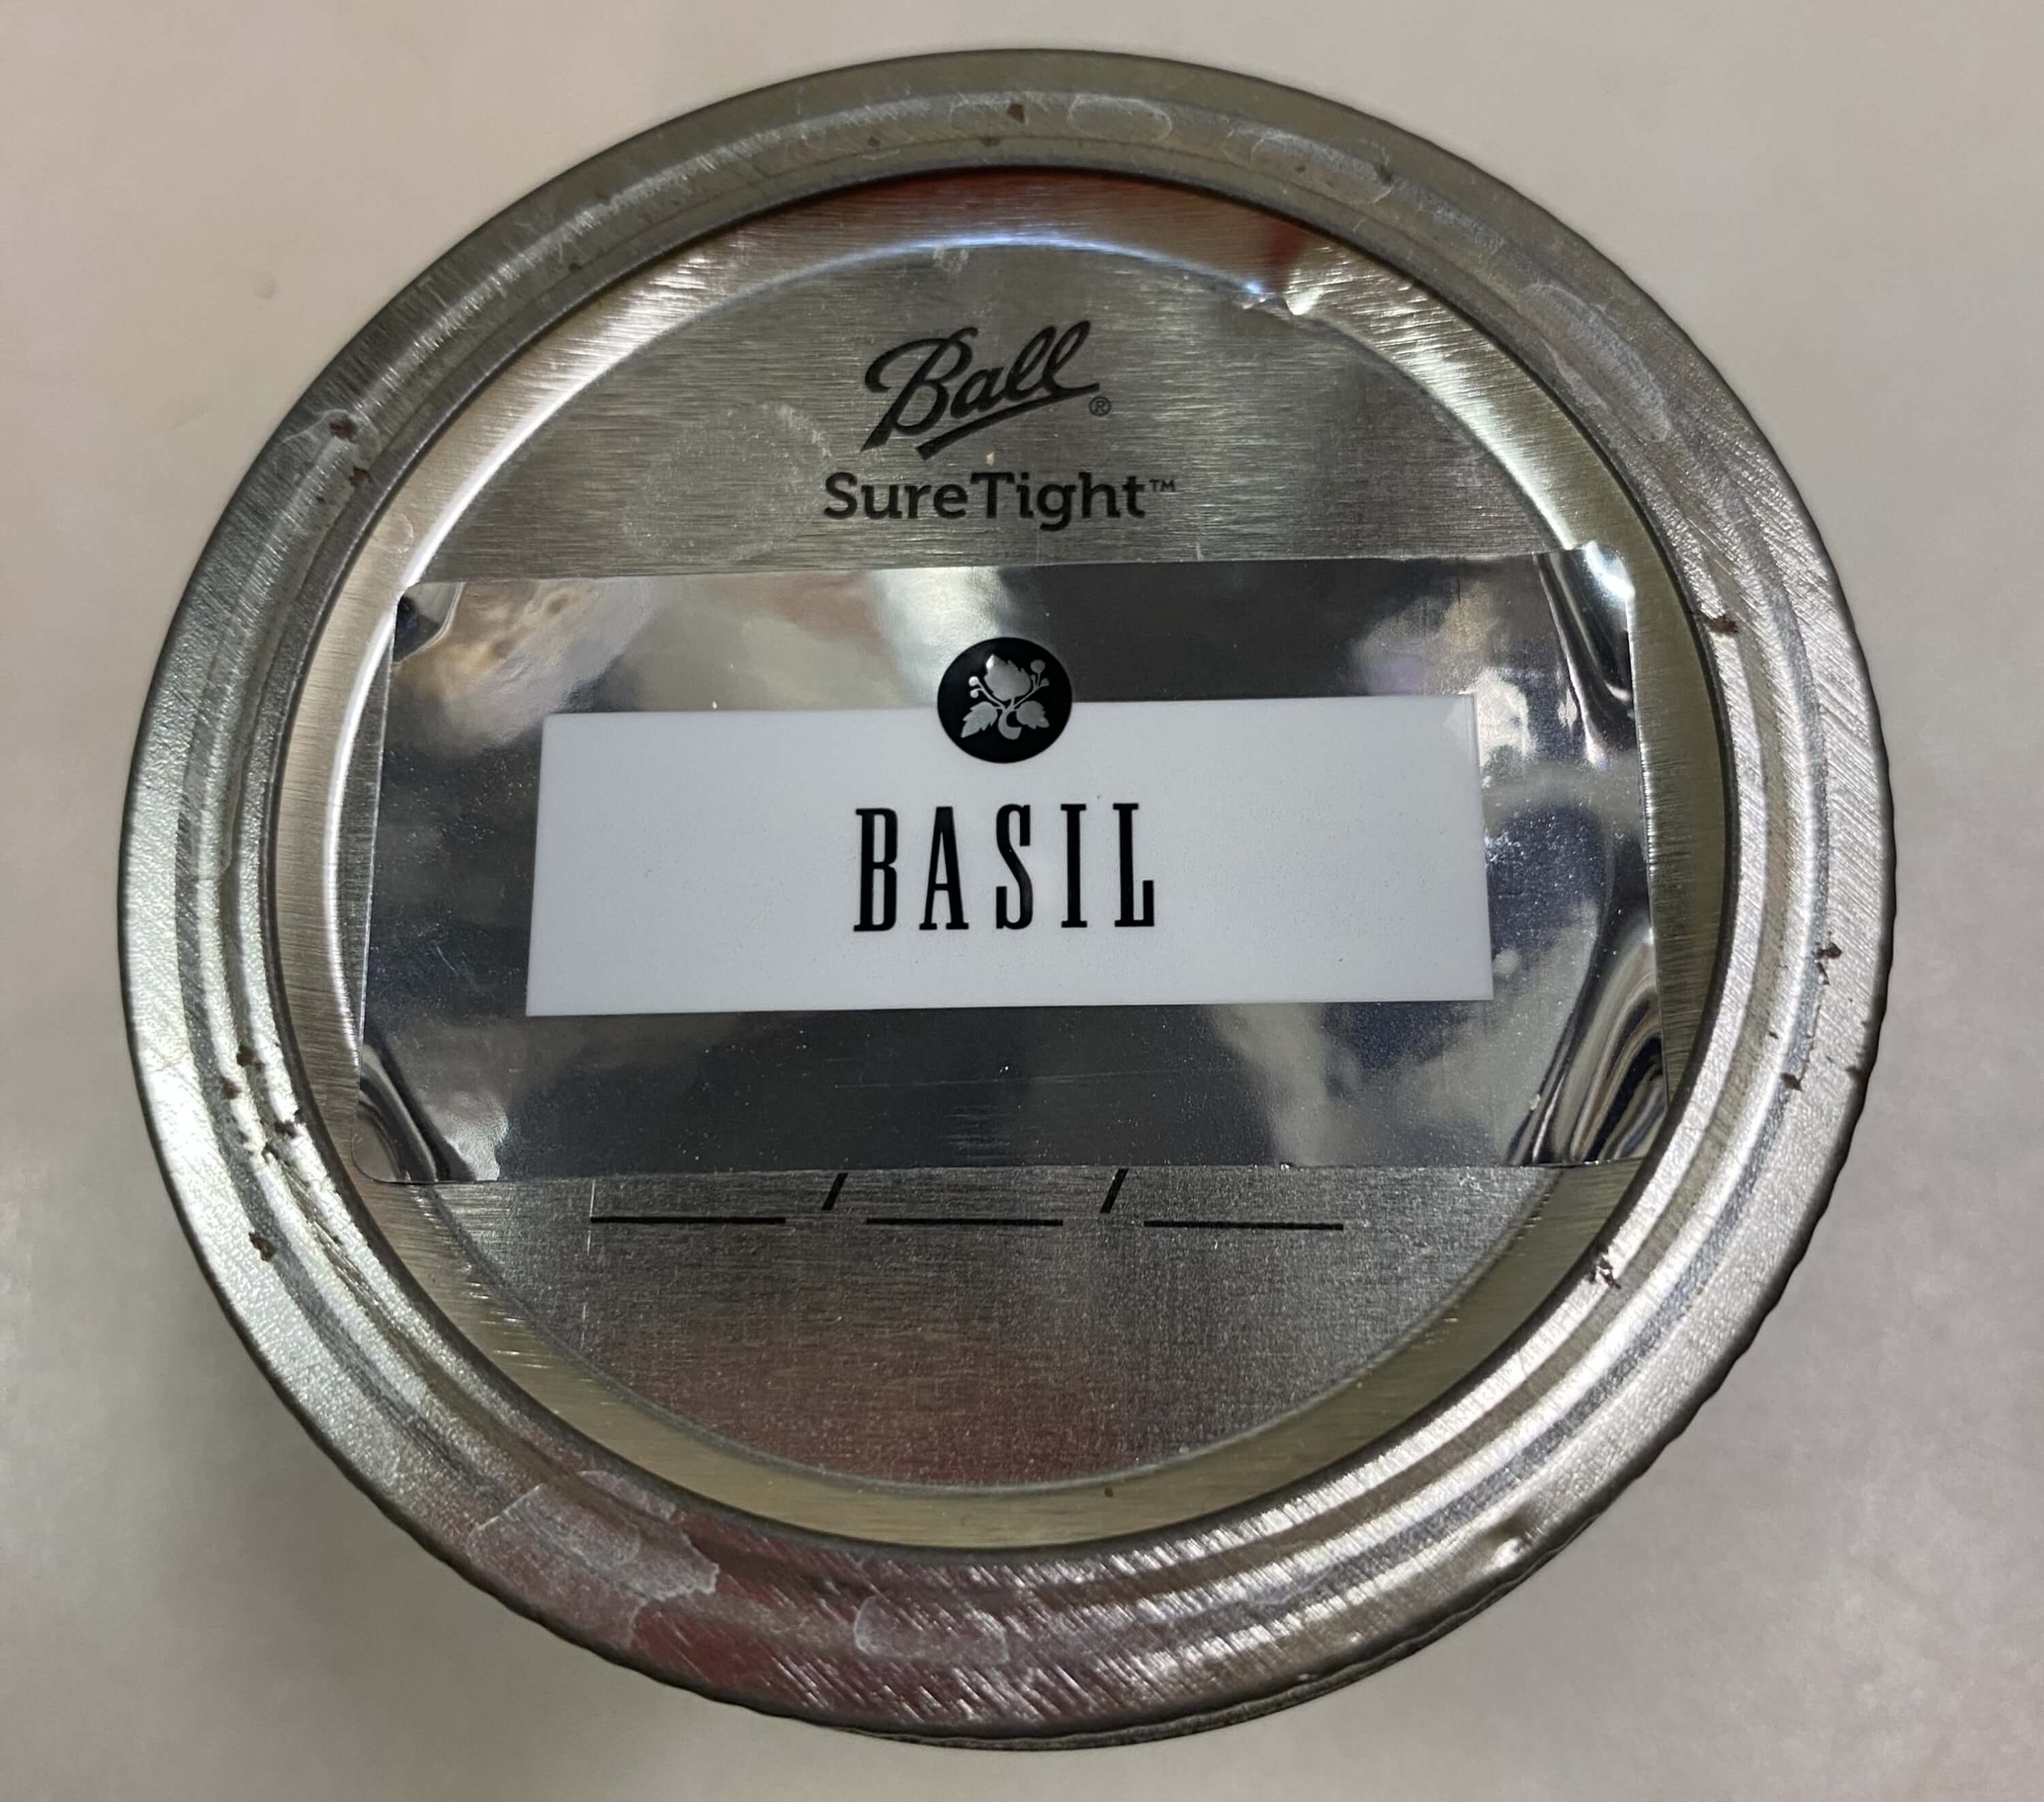 Ball®
SureTight™
BASIL
___/___/___